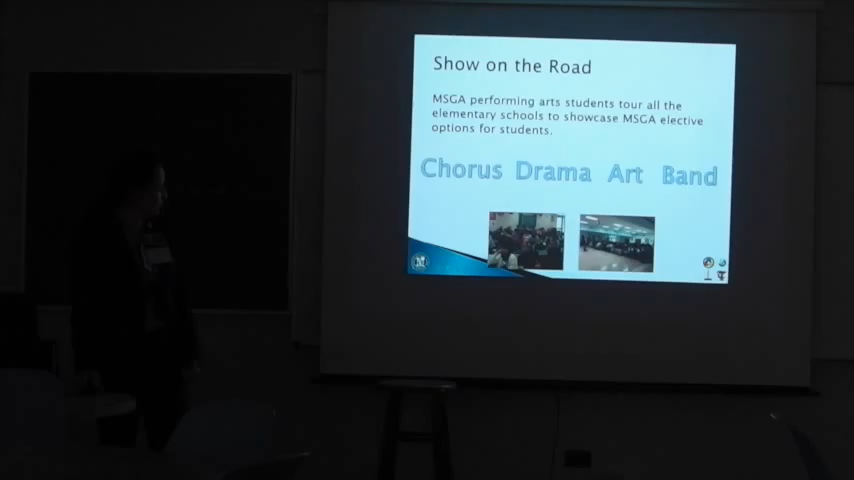 Show on the Road
MSGA performing arts students tour all the
elementary schools to showcase MSGA elective
options for students.
Chorus Drama Art Band